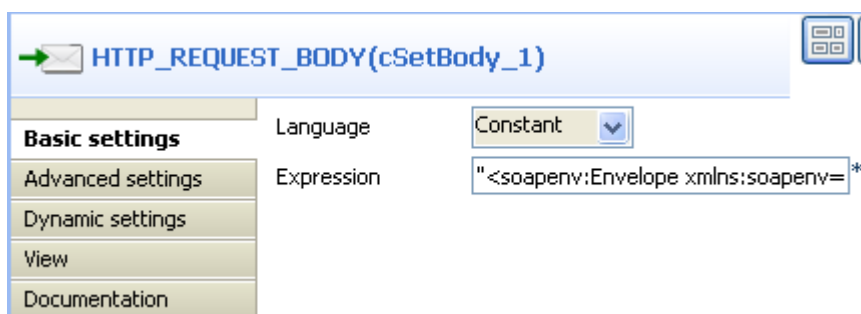 HTTP_REQUEST_BODY(cSetBody_1)
Basic settings
Advanced settings
Dynamic settings
View
Documentation
Language
Constant
Expression
"<soapenv:Envelope xmlns:soapenv= *